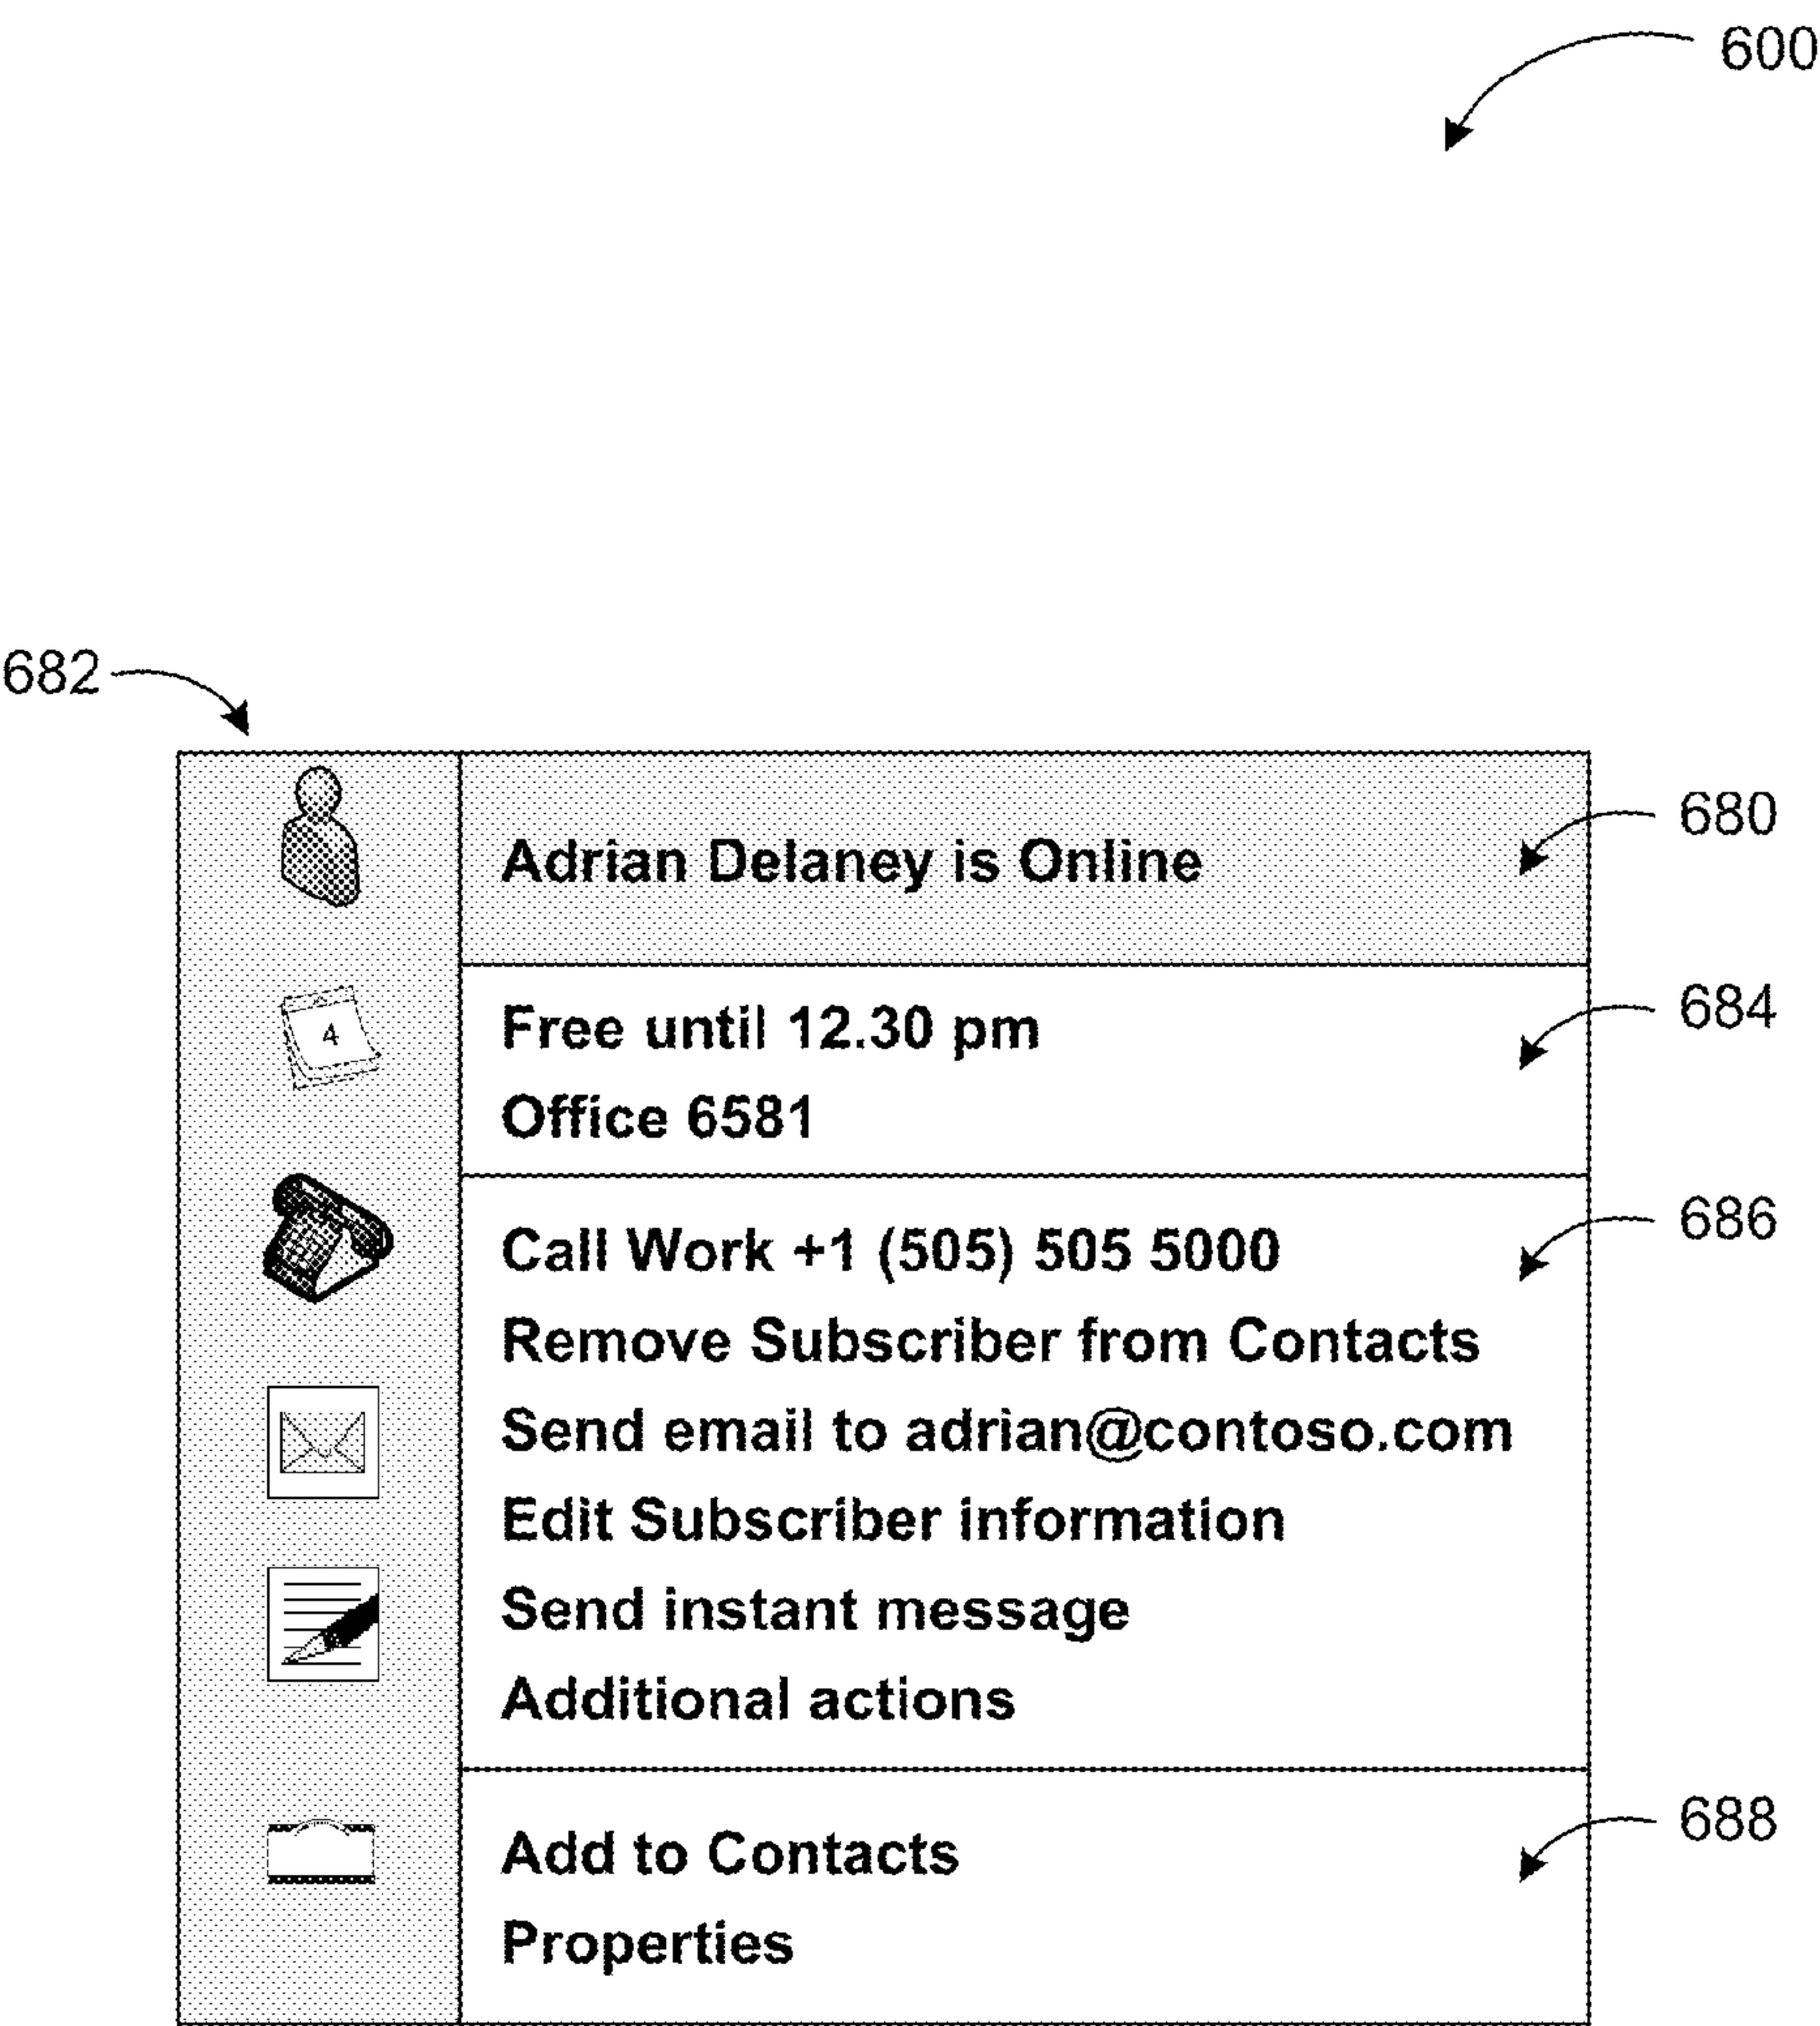 600
682
Adrian Delaney is Online
680
4
Free until 12.30 pm
684
Office 6581
Call Work +1 (505) 505 5000
686
Remove Subscriber from Contacts
Send email to adrian@contoso.com
Edit Subscriber information
Send instant message
Additional actions
Add to Contacts
688
Properties